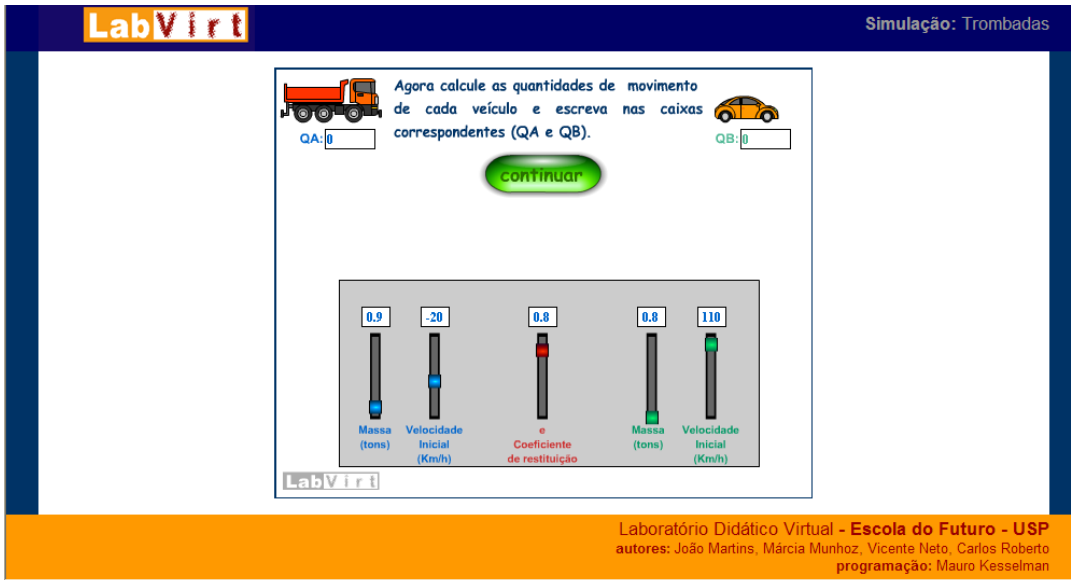 LabVirt
Simulação: Trombadas
Agora calcule as quantidades de movimento
de cada veículo e escreva nas caixas
correspondentes (QA e QB).
QA: 0
QB: 0
continuar
0.9 -20 0.8 0.8 110
Massa Velocidade e Massa Velocidade
(tons) Inicial Coeficiente (tons) Inicial
(Km/h) de restituição (Km/h)
LabVirt
Laboratório Didático Virtual - Escola do Futuro - USP
autores: João Martins, Márcia Munhoz, Vicente Neto, Carlos Roberto
programação: Mauro Kesselman